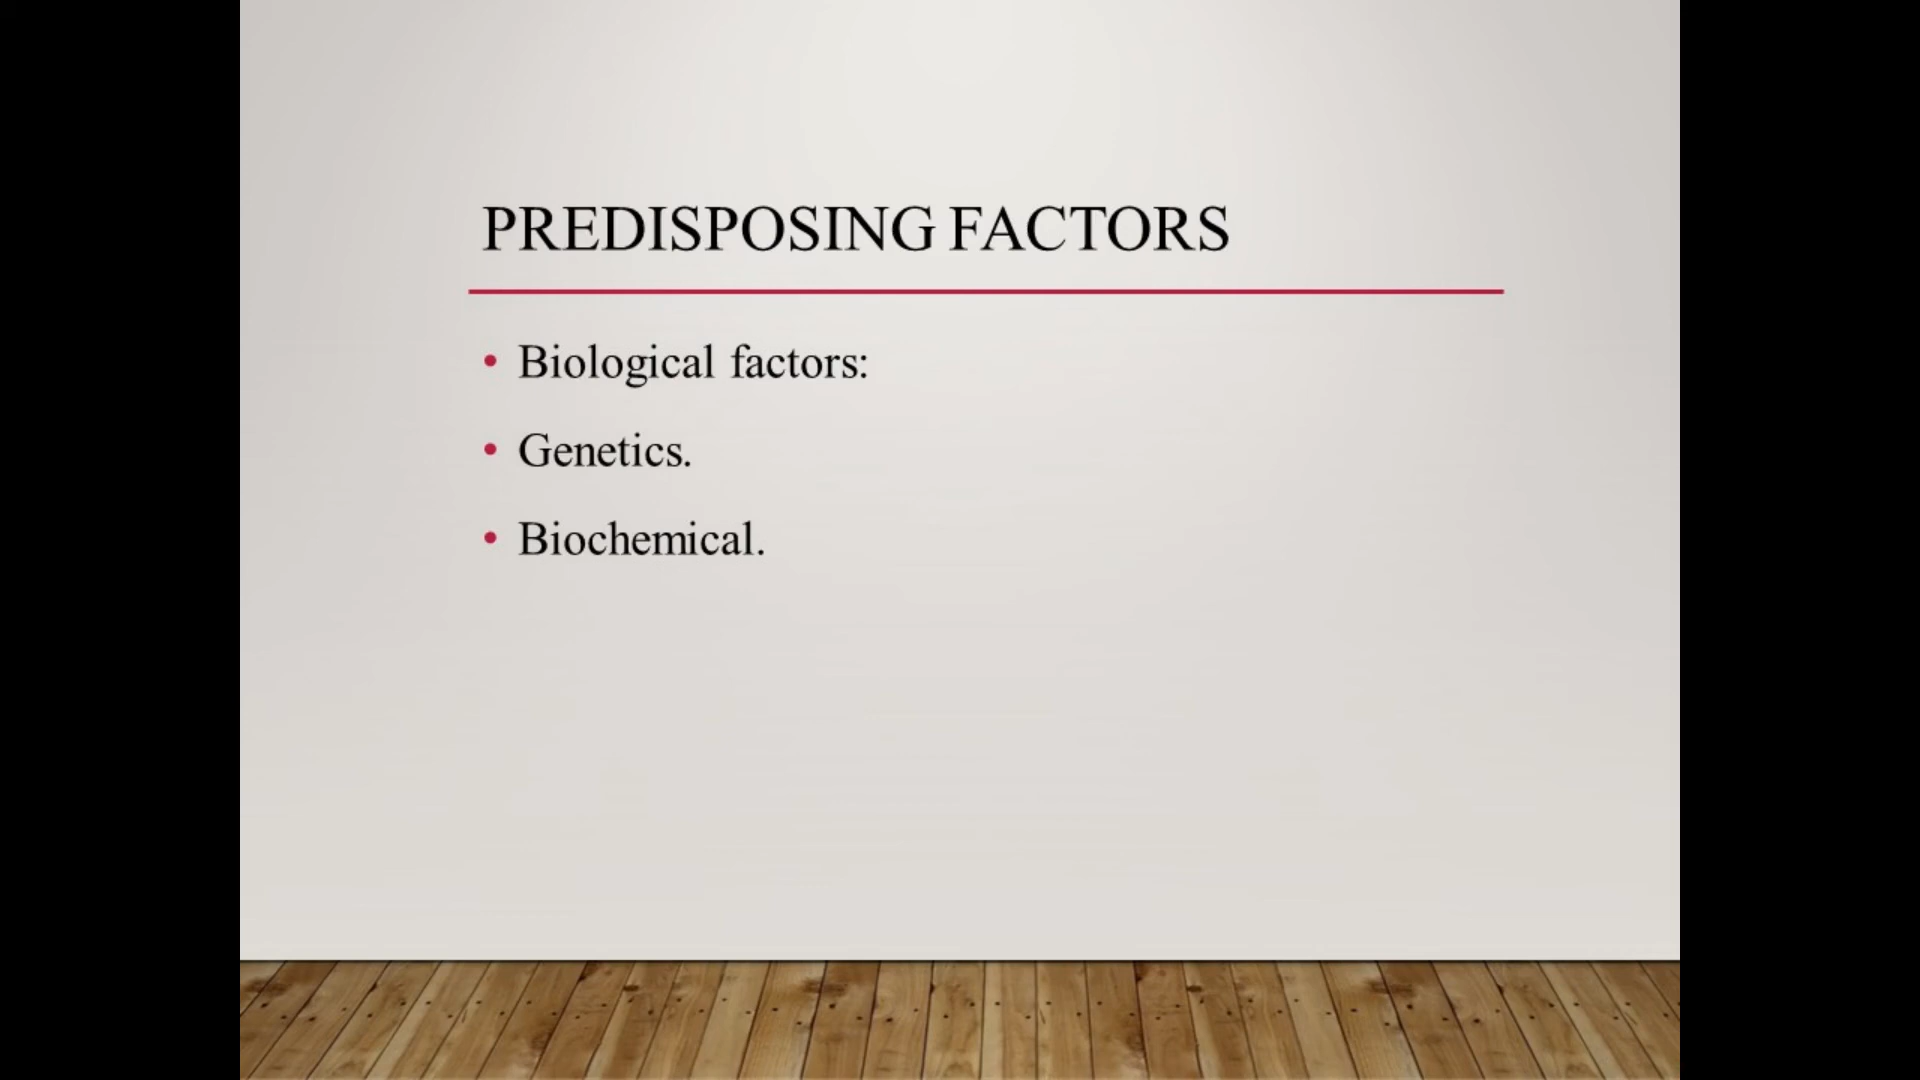 PREDISPOSING FACTORS
• Biological factors:
• Genetics.
• Biochemical.